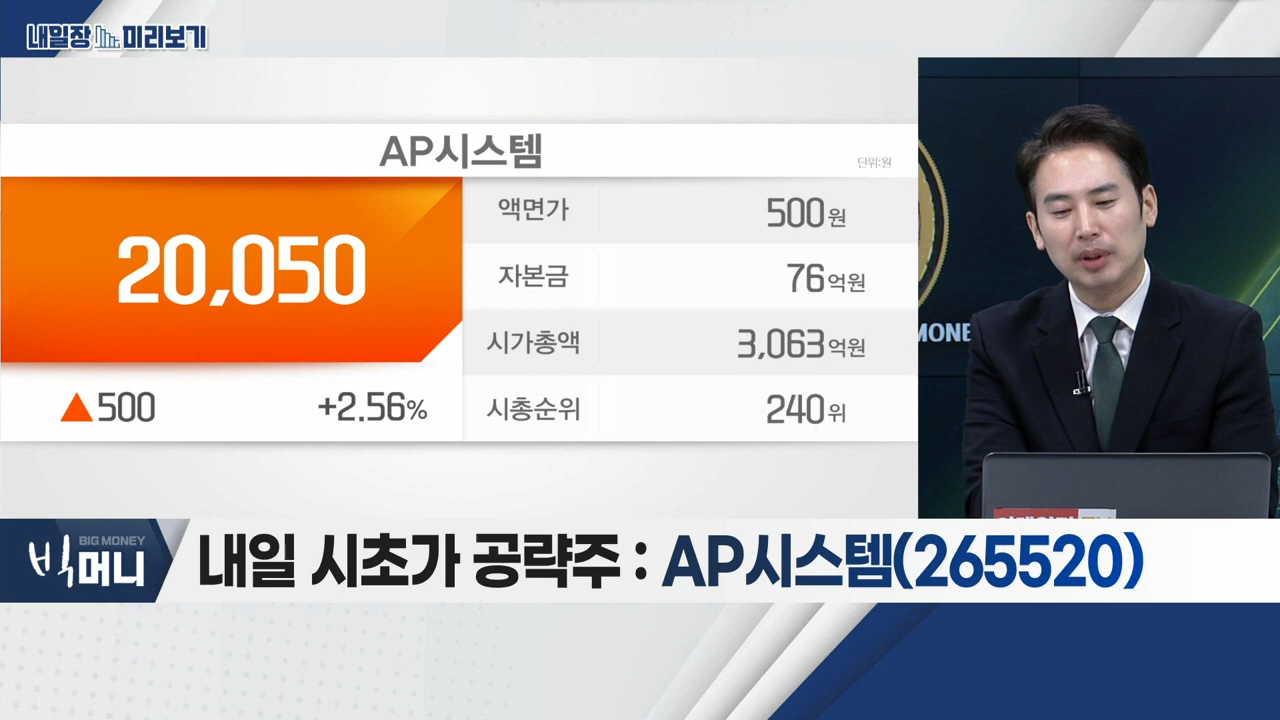 내일장 미리보기
AP시스템
단위:원
20,050
▲500 +2.56%
액면가 500원
자본금 76억원
시가총액 3,063억원
시총순위 240위
MONE
BIG MONEY
빅머니
내일 시초가 공략주 : AP시스템(265520)